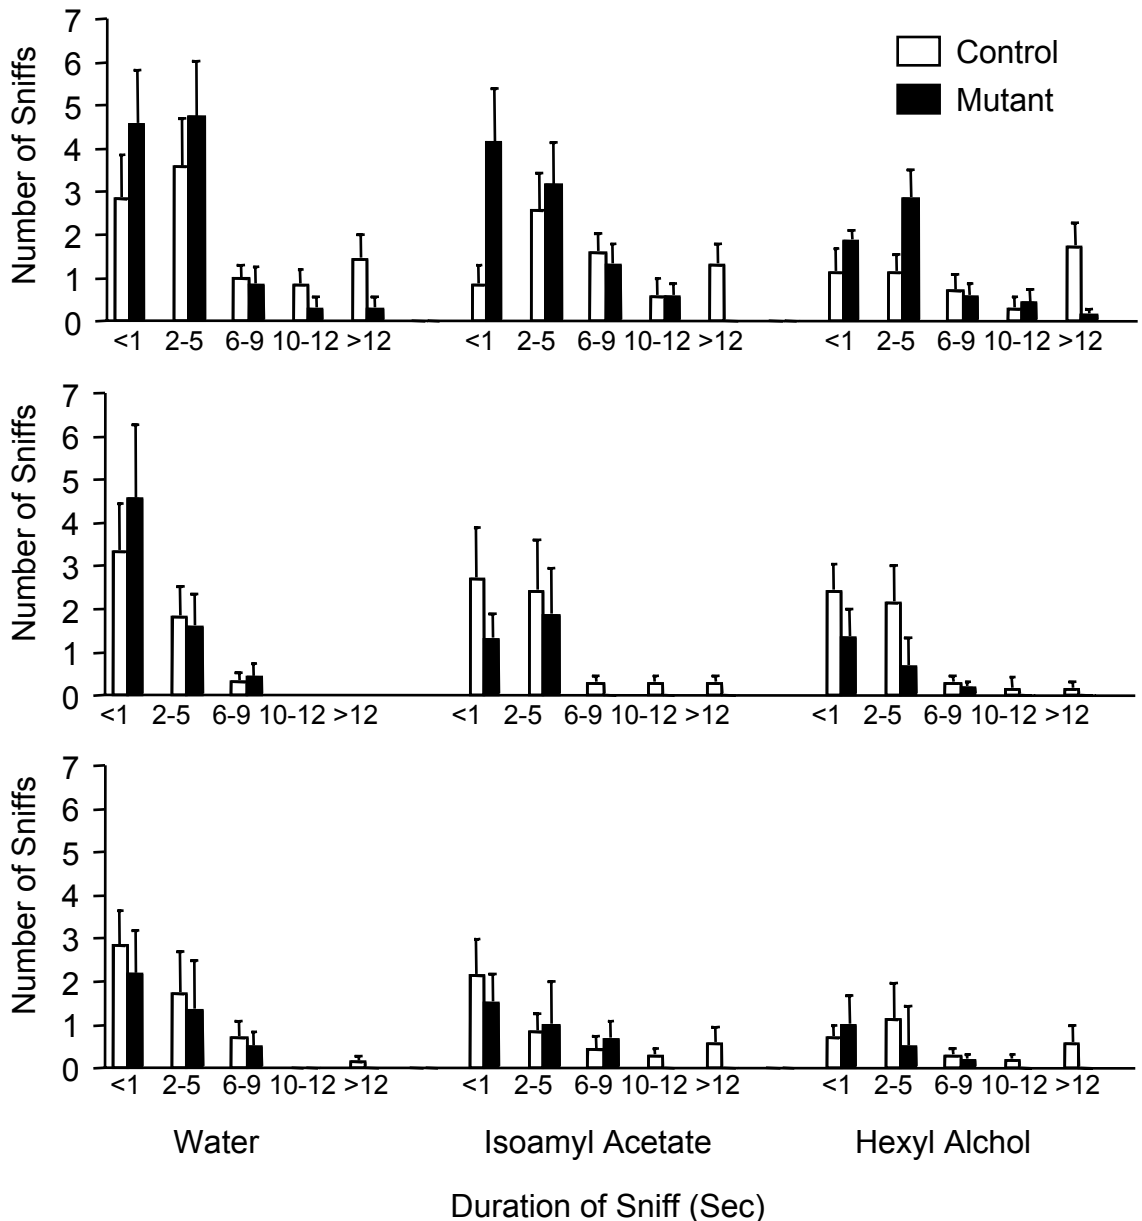 Control
Mutant
Number of Sniffs
7
6
5
4
3
2
1
0
<1 2-5 6-9 10-12 >12
<1 2-5 6-9 10-12 >12
<1 2-5 6-9 10-12 >12
Number of Sniffs
7
6
5
4
3
2
1
0
<1 2-5 6-9 10-12 >12
<1 2-5 6-9 10-12 >12
<1 2-5 6-9 10-12 >12
Number of Sniffs
7
6
5
4
3
2
1
0
<1 2-5 6-9 10-12 >12
<1 2-5 6-9 10-12 >12
<1 2-5 6-9 10-12 >12
Water
Isoamyl Acetate
Hexyl Alchol
Duration of Sniff (Sec)